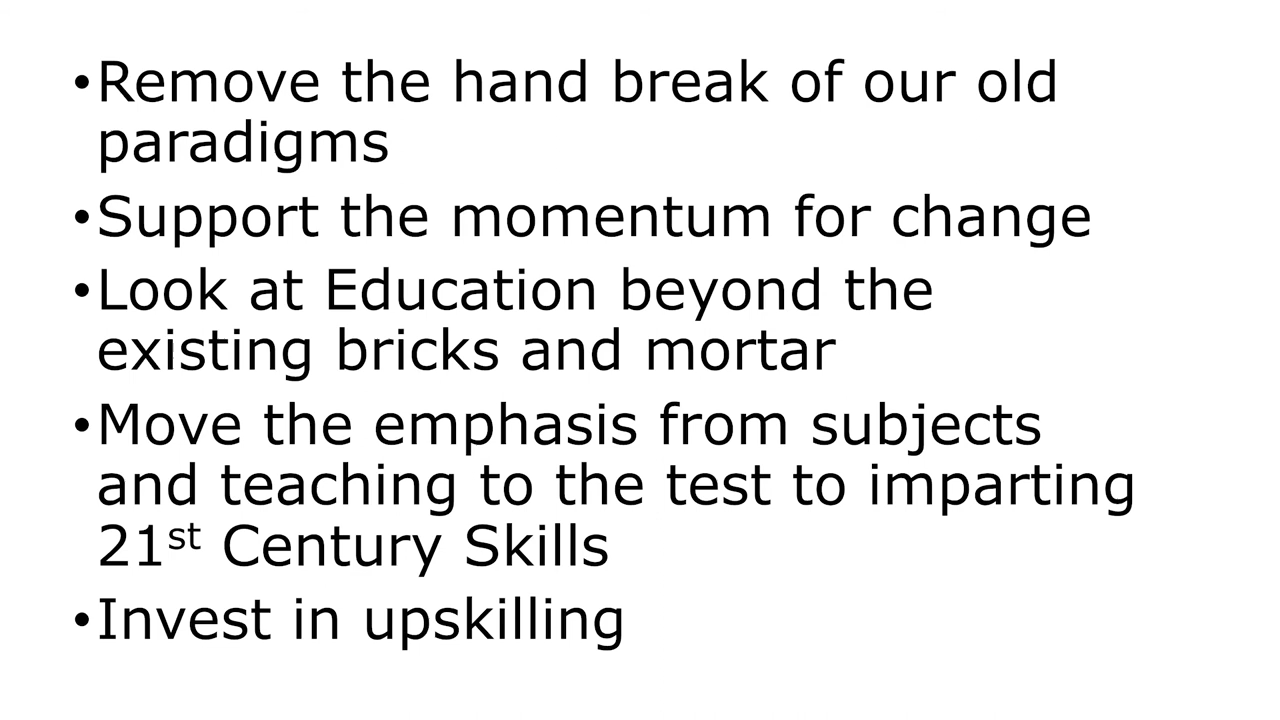 •Remove the hand break of our old
paradigms
•Support the momentum for change
•Look at Education beyond the
existing bricks and mortar
•Move the emphasis from subjects
and teaching to the test to imparting
21st Century Skills
•Invest in upskilling